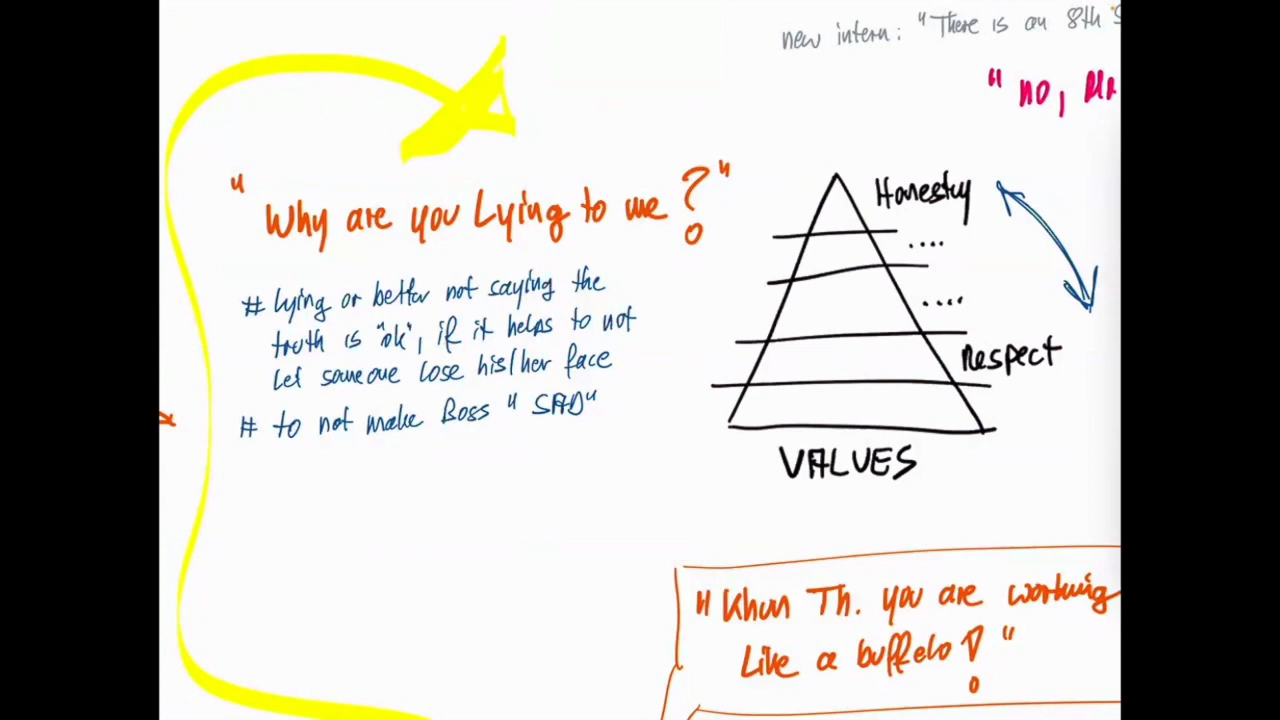 new intern: "There is an 8th
" no, Mr
"Why are you Lying to me?"
# lying or better not saying the
truth is "ok", if it helps to not
let someone lose his/her face
# to not make Boss "SAD"
Honesty
....
....
Respect
VALUES
"Khun Th. you are working
Like a buffelo!"